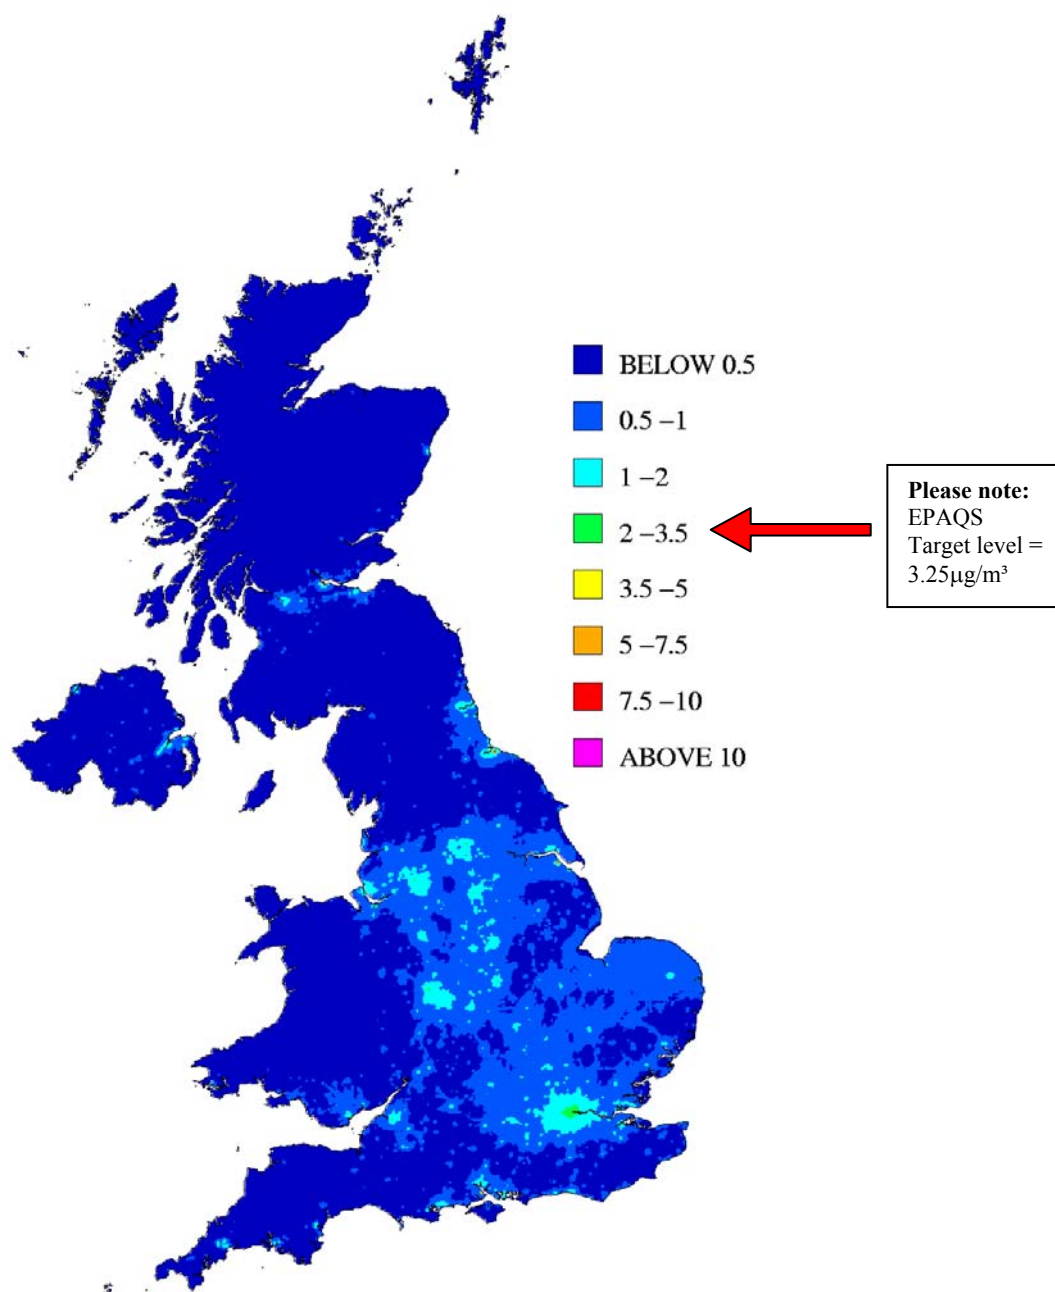 BELOW 0.5
0.5 –1
1 –2
2 –3.5
3.5 –5
5 –7.5
7.5 –10
ABOVE 10
Please note:
EPAQS
Target level =
3.25µg/m³